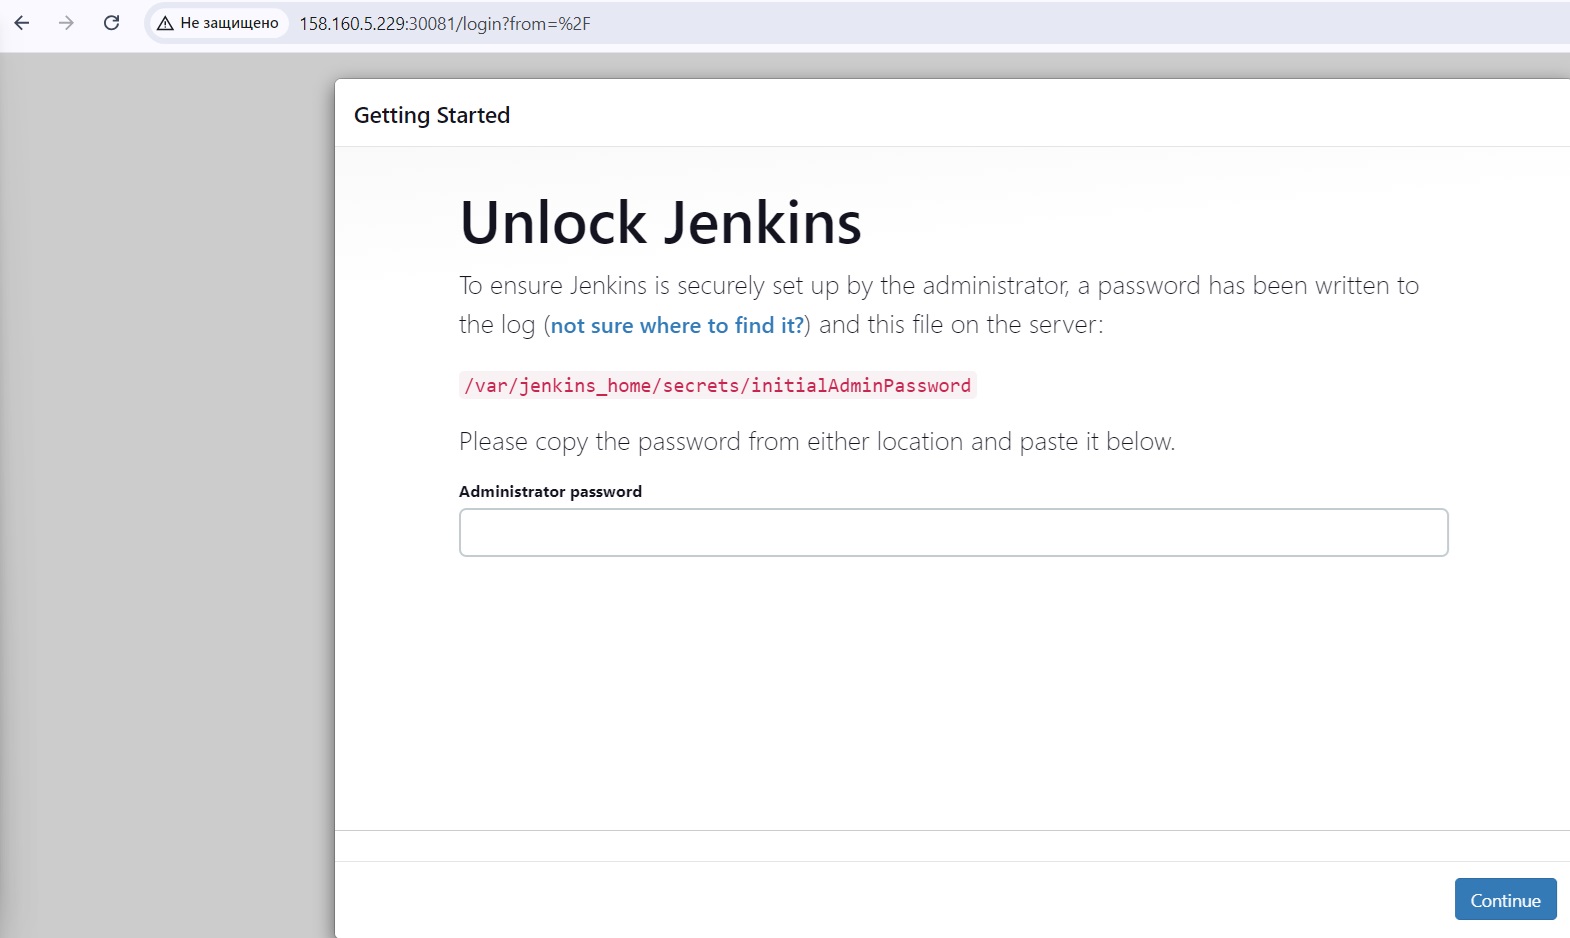 Не защищено 158.160.5.229:30081/login?from=%2F
Getting Started
Unlock Jenkins
To ensure Jenkins is securely set up by the administrator, a password has been written to
the log (not sure where to find it?) and this file on the server:
/var/jenkins_home/secrets/initialAdminPassword
Please copy the password from either location and paste it below.
Administrator password
Continue